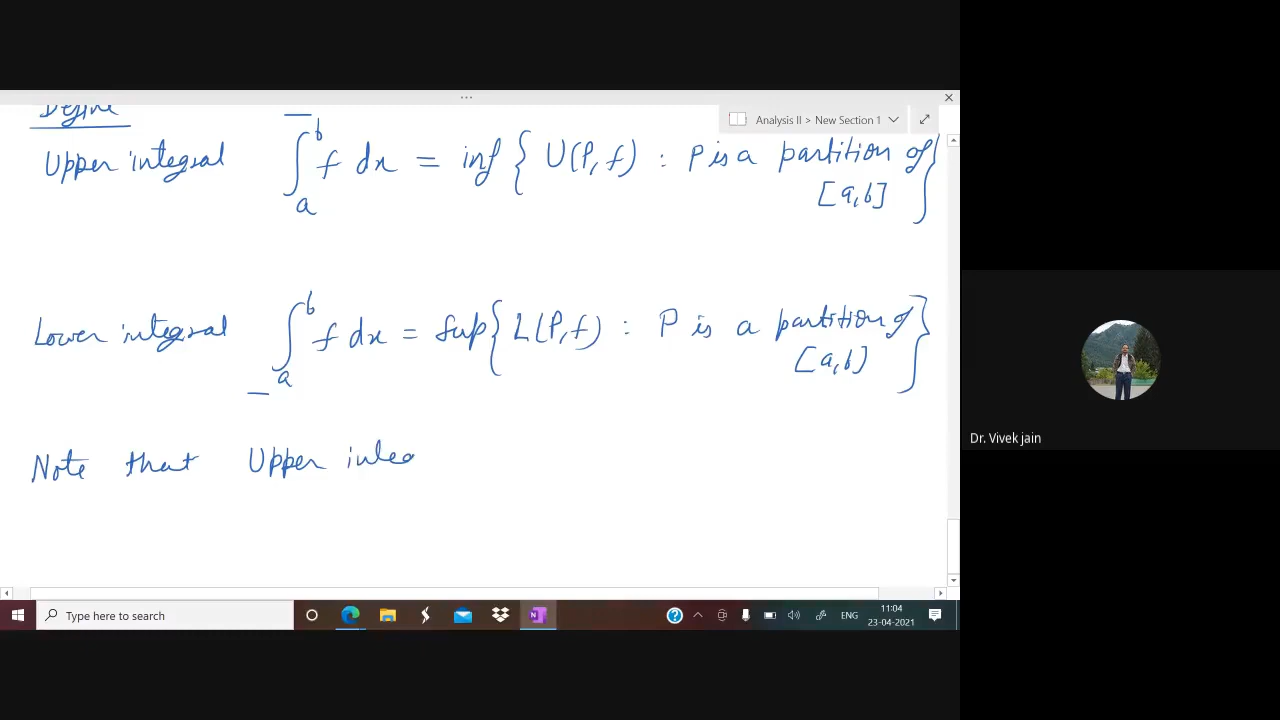 Define
Analysis II > New Section 1
Upper integral ∫̅_a^b f dx = inf { U(P, f) : P is a partition of
[a, b] }
Lower integral ∫̲_a^b f dx = sup { L(P, f) : P is a partition of
[a, b] }
Note that Upper integ
Dr. Vivek jain
Type here to search
ENG
11:04
23-04-2021